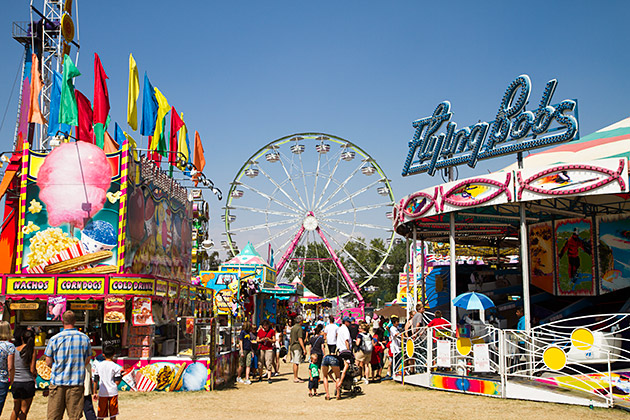 Flying Bobs
NACHOS
CORN DOGS
COLD DRINKS